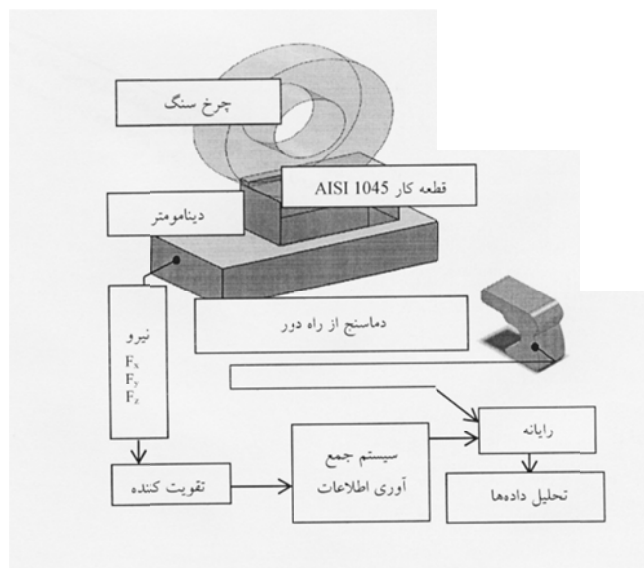 چرخ سنگ
قطعه کار AISI 1045
دینامومتر
دماسنج از راه دور
نیرو
Fx
Fy
Fz
رایانه
سیستم جمع
آوری اطلاعات
تقویت کننده
تحلیل داده‌ها